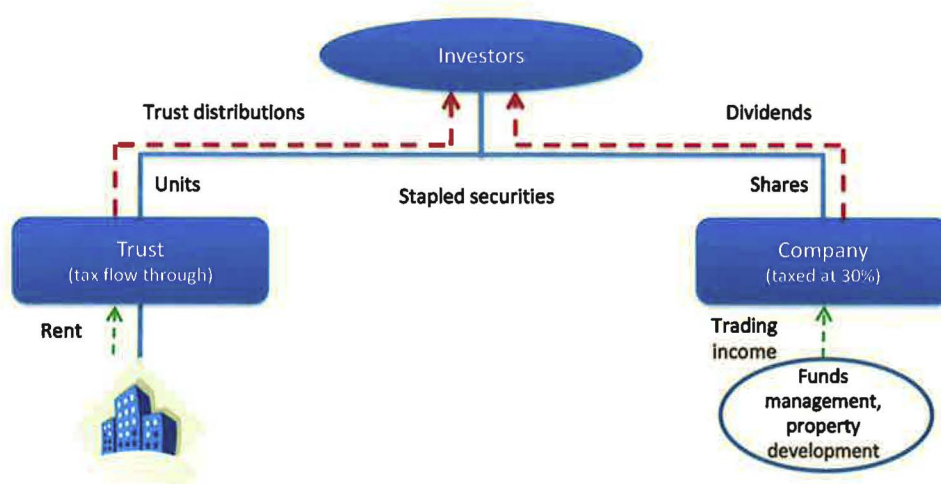 Investors
Trust distributions
Dividends
Units
Stapled securities
Shares
Trust
(tax flow through)
Company
(taxed at 30%)
Rent
Trading
income
Funds
management,
property
development